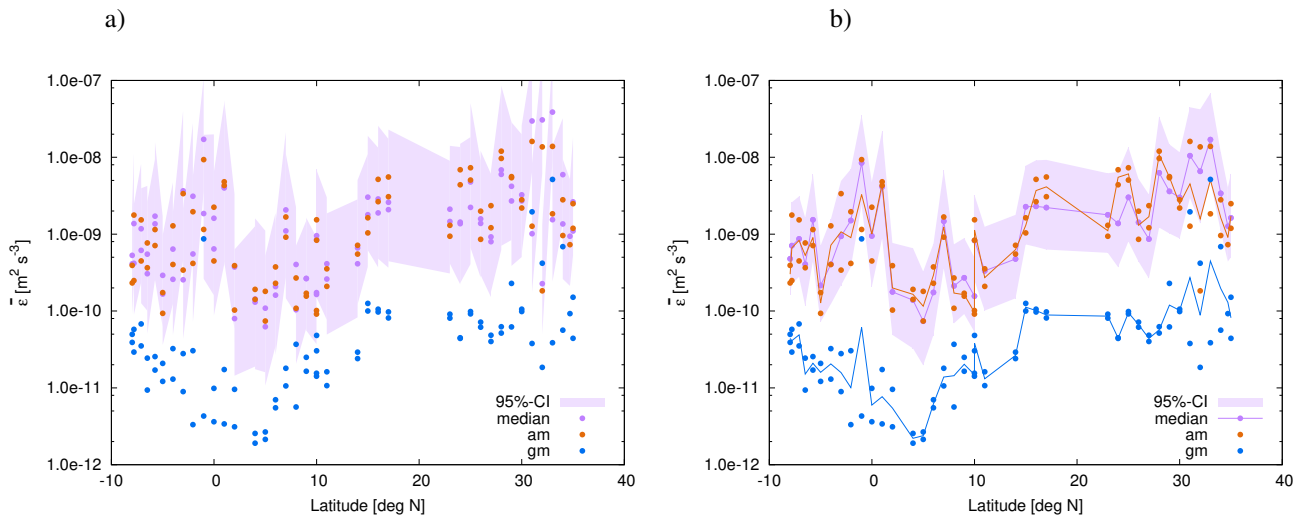 a)
1.0e-07
1.0e-08
1.0e-09
1.0e-10
1.0e-11
1.0e-12
ε̄ [m² s⁻³]
-10
0
10
20
30
40
Latitude [deg N]
95%-CI
median
am
gm
b)
1.0e-07
1.0e-08
1.0e-09
1.0e-10
1.0e-11
1.0e-12
ε̄ [m² s⁻³]
-10
0
10
20
30
40
Latitude [deg N]
95%-CI
median
am
gm